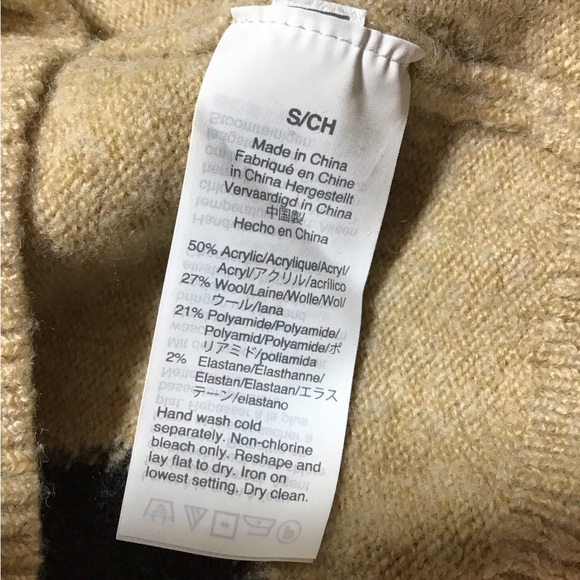 S/CH
Made in China
Fabriqué en Chine
in China Hergestellt
Vervaardigd in China
中国製
Hecho en China
50% Acrylic/Acrylique/Acryl/
Acryl/アクリル/acrílico
27% Wool/Laine/Wolle/Wol/
ウール/lana
21% Polyamide/Polyamide/
Polyamid/Polyamide/ポ
リアミド/poliamida
2% Elastane/Elasthanne/
Elastan/Elastaan/エラス
テーン/elastano
Hand wash cold
separately. Non-chlorine
bleach only. Reshape and
lay flat to dry. Iron on
lowest setting. Dry clean.